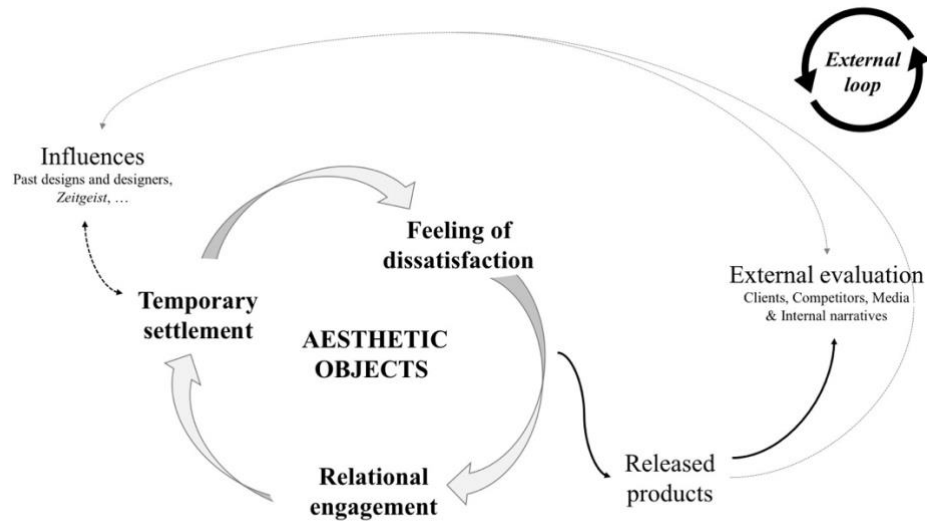 External
loop
Influences
Past designs and designers,
Zeitgeist, …
Feeling of
dissatisfaction
External evaluation
Clients, Competitors, Media
& Internal narratives
Temporary
settlement
AESTHETIC
OBJECTS
Relational
engagement
Released
products